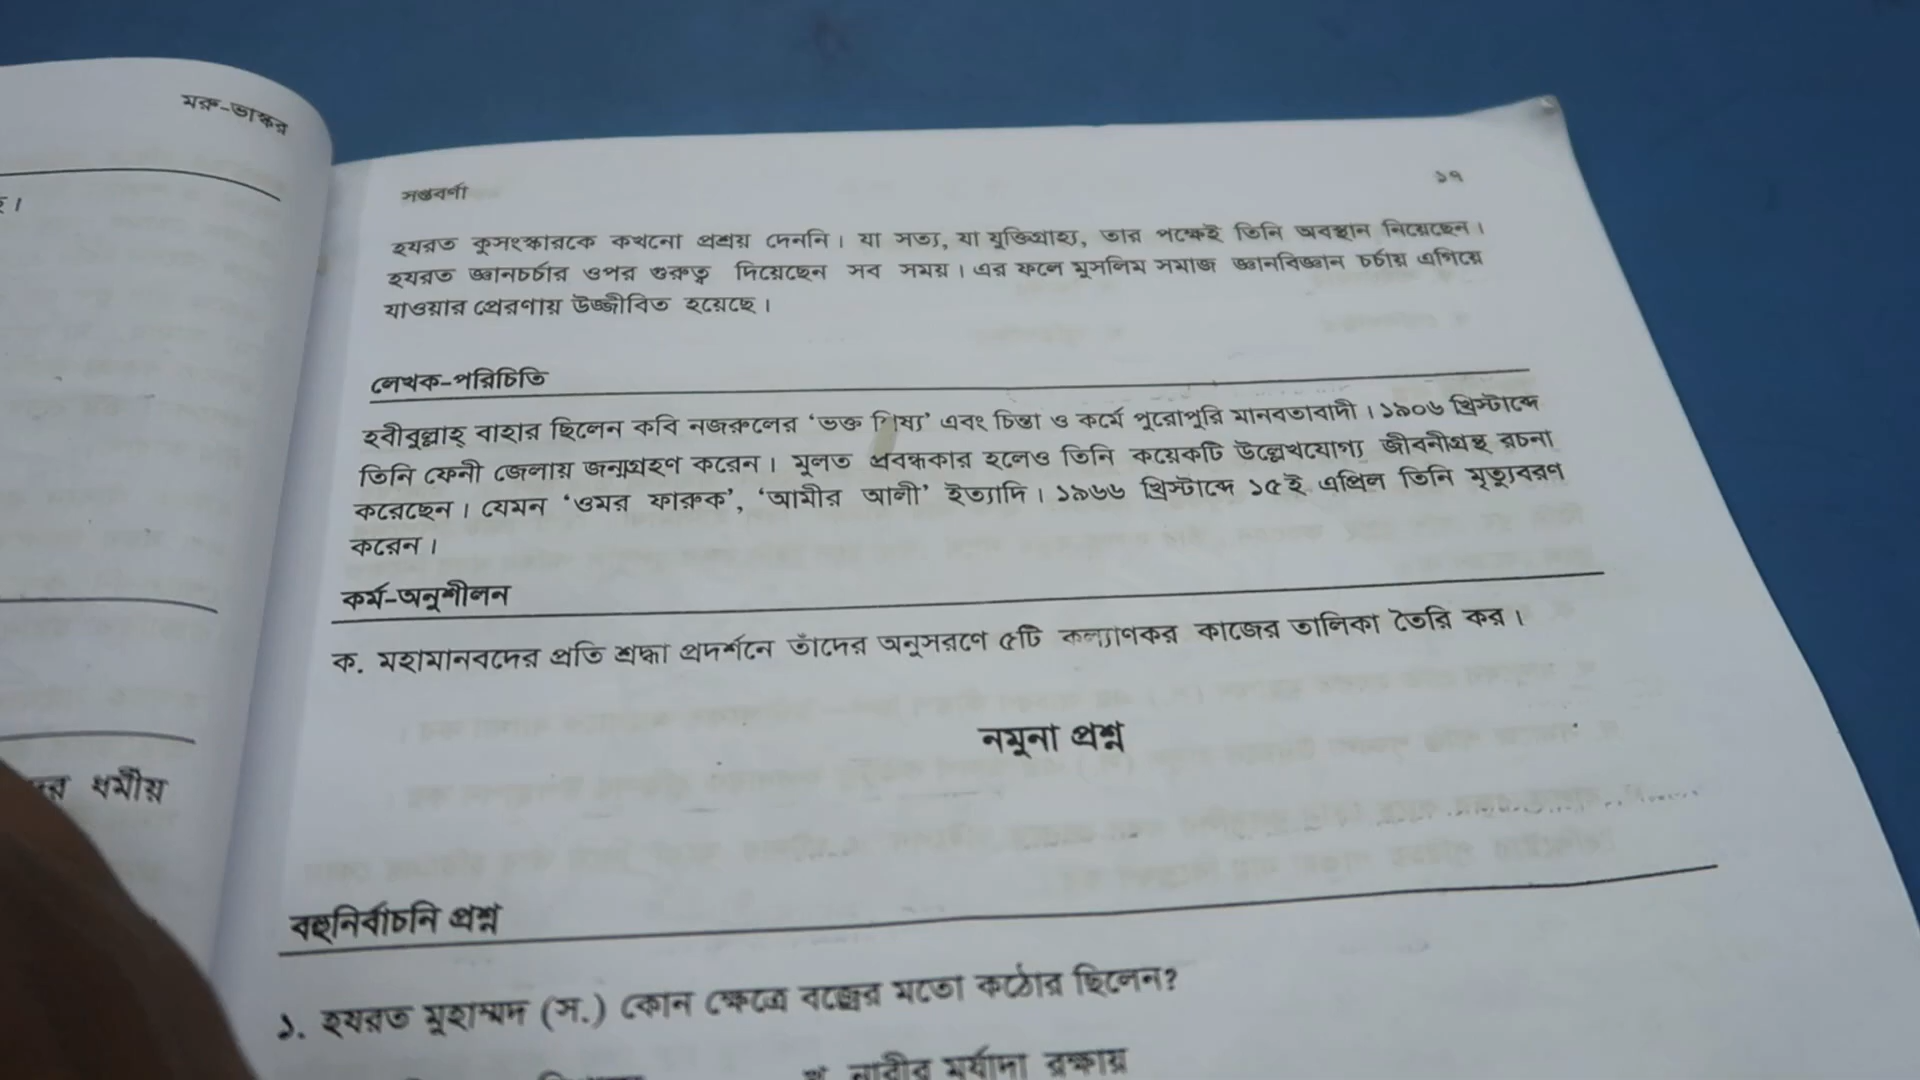 মরু-ভাস্কর
ই।
ধর্মীয়
সপ্তবর্ণা
১৭
হযরত কুসংস্কারকে কখনো প্রশ্রয় দেননি। যা সত্য, যা যুক্তিগ্রাহ্য, তার পক্ষেই তিনি অবস্থান নিয়েছেন।
হযরত জ্ঞানচর্চার ওপর গুরুত্ব দিয়েছেন সব সময়। এর ফলে মুসলিম সমাজ জ্ঞানবিজ্ঞান চর্চায় এগিয়ে
যাওয়ার প্রেরণায় উজ্জীবিত হয়েছে।
লেখক-পরিচিতি
হবীবুল্লাহ্ বাহার ছিলেন কবি নজরুলের ‘ভক্ত শিষ্য’ এবং চিন্তা ও কর্মে পুরোপুরি মানবতাবাদী। ১৯০৬ খ্রিস্টাব্দে
তিনি ফেনী জেলায় জন্মগ্রহণ করেন। মূলত প্রবন্ধকার হলেও তিনি কয়েকটি উল্লেখযোগ্য জীবনীগ্রন্থ রচনা
করেছেন। যেমন ‘ওমর ফারুক’, ‘আমীর আলী’ ইত্যাদি। ১৯৬৬ খ্রিস্টাব্দে ১৫ই এপ্রিল তিনি মৃত্যুবরণ
করেন।
কর্ম-অনুশীলন
ক. মহামানবদের প্রতি শ্রদ্ধা প্রদর্শনে তাঁদের অনুসরণে ৫টি কল্যাণকর কাজের তালিকা তৈরি কর।
নমুনা প্রশ্ন
বহুনির্বাচনি প্রশ্ন
১. হযরত মুহাম্মদ (স.) কোন ক্ষেত্রে বজ্রের মতো কঠোর ছিলেন?
খ নারীর মর্যাদা রক্ষায়